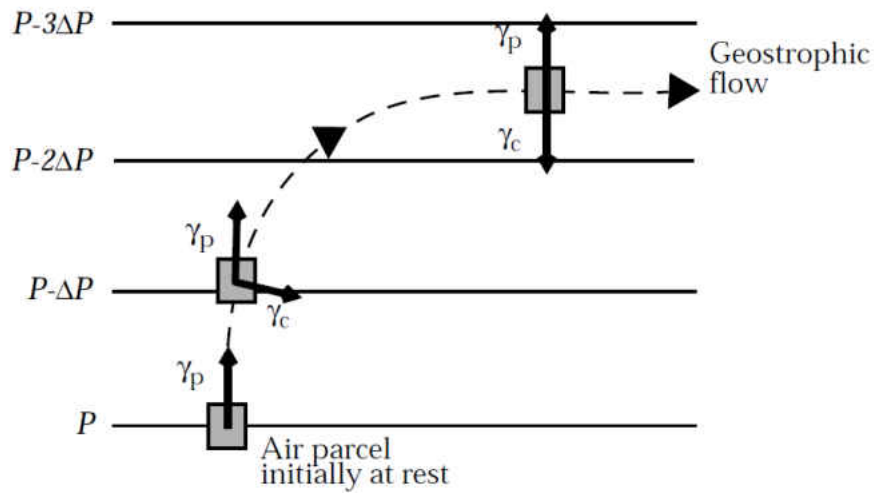 P-3ΔP
γp
Geostrophic
flow
γc
P-2ΔP
γp
P-ΔP
γc
γp
P
Air parcel
initially at rest